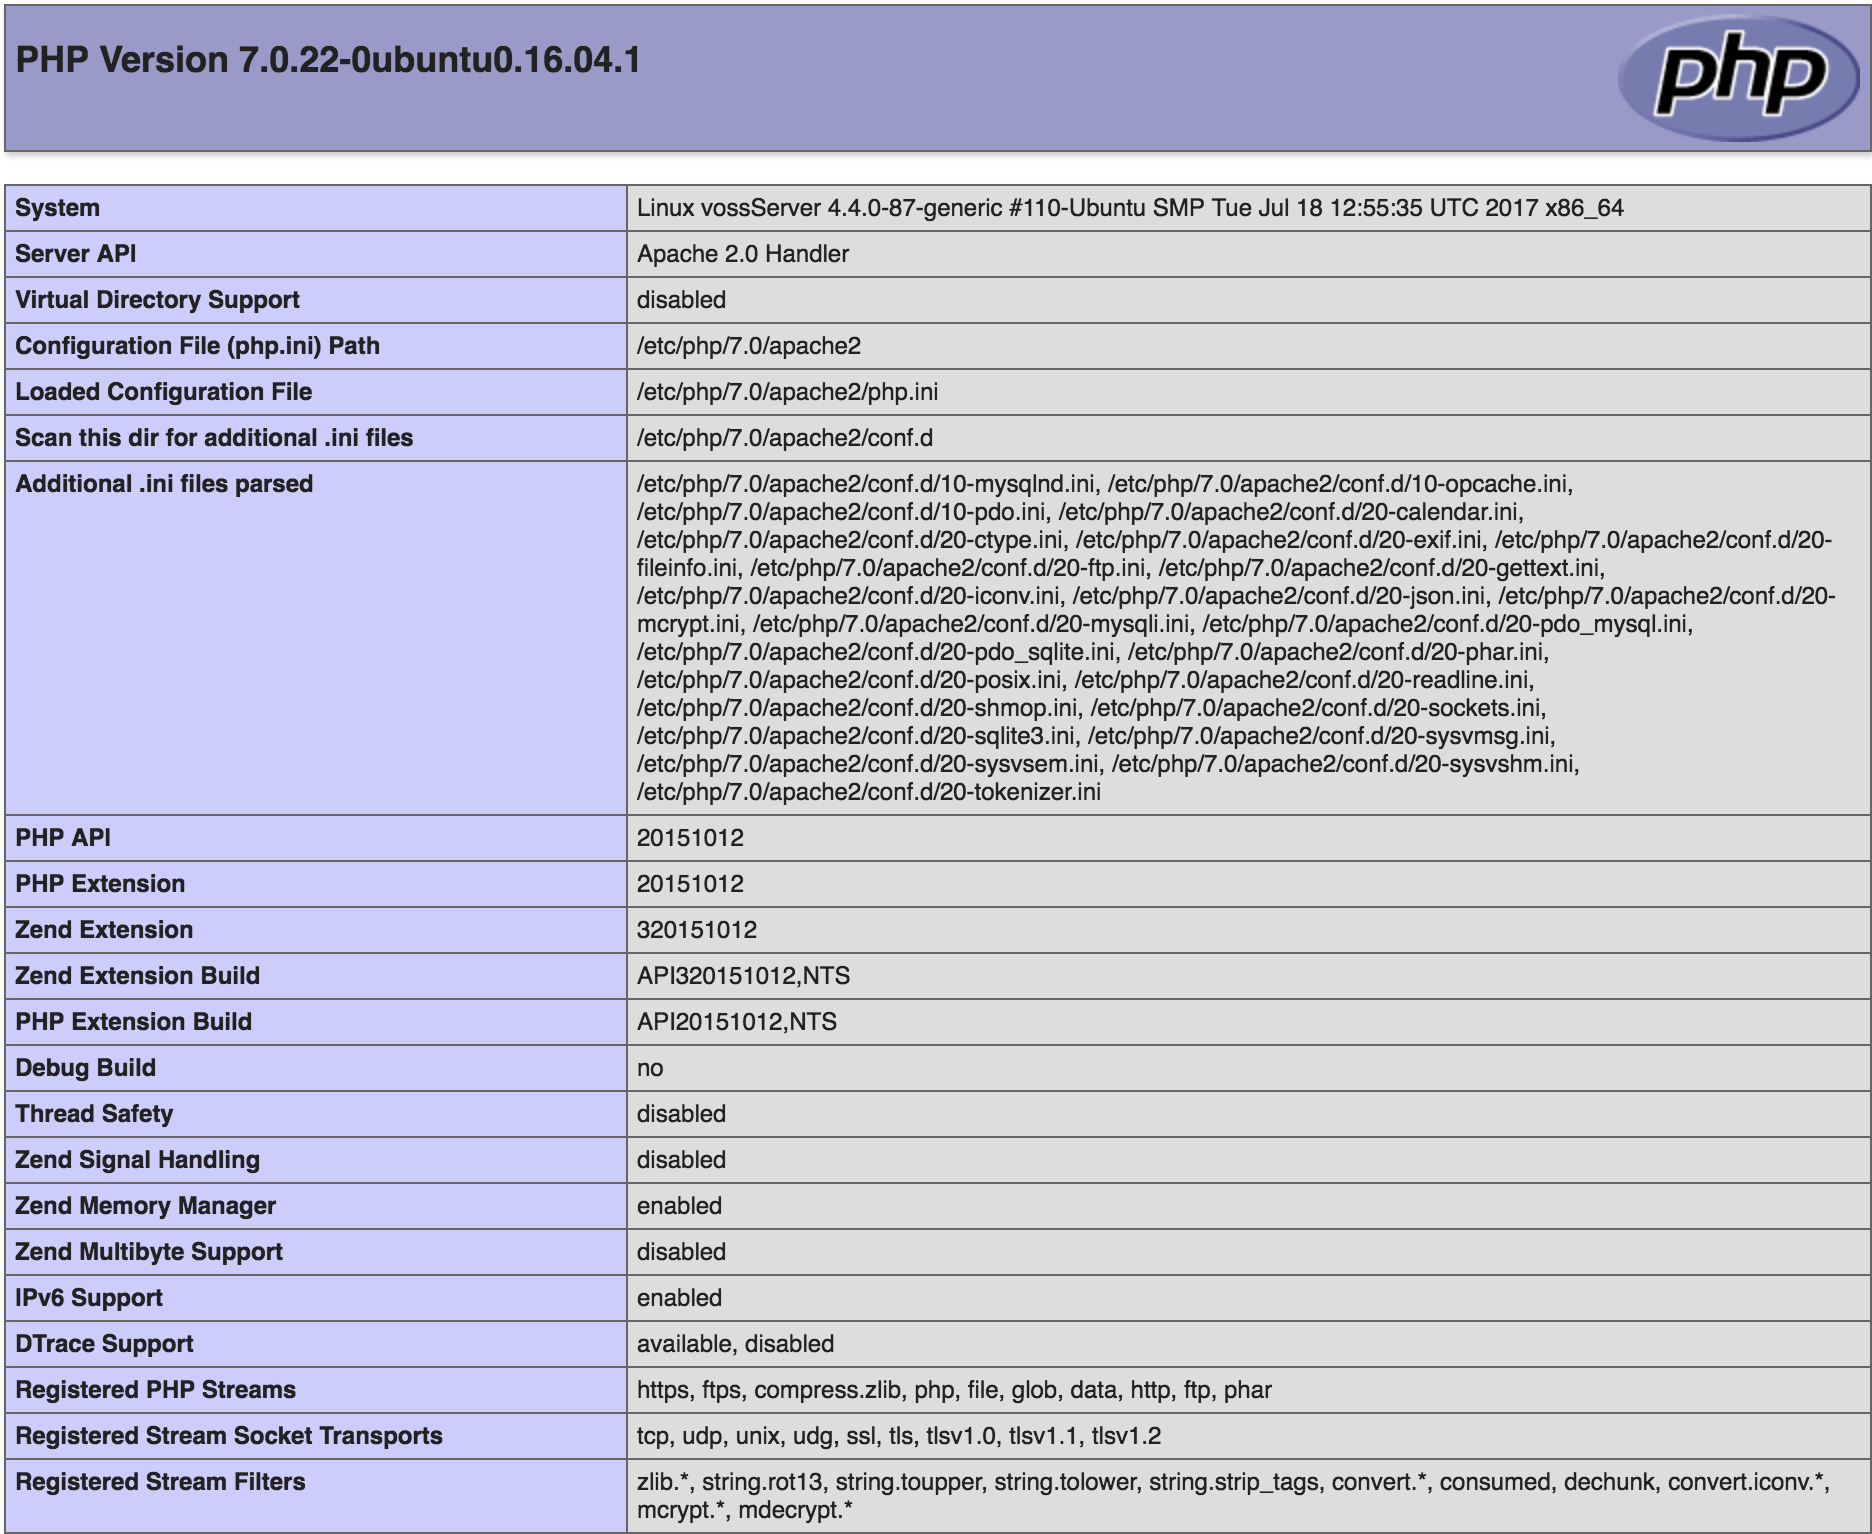 PHP Version 7.0.22-0ubuntu0.16.04.1
php
System
Linux vossServer 4.4.0-87-generic #110-Ubuntu SMP Tue Jul 18 12:55:35 UTC 2017 x86_64
Server API
Apache 2.0 Handler
Virtual Directory Support
disabled
Configuration File (php.ini) Path
/etc/php/7.0/apache2
Loaded Configuration File
/etc/php/7.0/apache2/php.ini
Scan this dir for additional .ini files
/etc/php/7.0/apache2/conf.d
Additional .ini files parsed
/etc/php/7.0/apache2/conf.d/10-mysqlnd.ini, /etc/php/7.0/apache2/conf.d/10-opcache.ini,
/etc/php/7.0/apache2/conf.d/10-pdo.ini, /etc/php/7.0/apache2/conf.d/20-calendar.ini,
/etc/php/7.0/apache2/conf.d/20-ctype.ini, /etc/php/7.0/apache2/conf.d/20-exif.ini, /etc/php/7.0/apache2/conf.d/20-
fileinfo.ini, /etc/php/7.0/apache2/conf.d/20-ftp.ini, /etc/php/7.0/apache2/conf.d/20-gettext.ini,
/etc/php/7.0/apache2/conf.d/20-iconv.ini, /etc/php/7.0/apache2/conf.d/20-json.ini, /etc/php/7.0/apache2/conf.d/20-
mcrypt.ini, /etc/php/7.0/apache2/conf.d/20-mysqli.ini, /etc/php/7.0/apache2/conf.d/20-pdo_mysql.ini,
/etc/php/7.0/apache2/conf.d/20-pdo_sqlite.ini, /etc/php/7.0/apache2/conf.d/20-phar.ini,
/etc/php/7.0/apache2/conf.d/20-posix.ini, /etc/php/7.0/apache2/conf.d/20-readline.ini,
/etc/php/7.0/apache2/conf.d/20-shmop.ini, /etc/php/7.0/apache2/conf.d/20-sockets.ini,
/etc/php/7.0/apache2/conf.d/20-sqlite3.ini, /etc/php/7.0/apache2/conf.d/20-sysvmsg.ini,
/etc/php/7.0/apache2/conf.d/20-sysvsem.ini, /etc/php/7.0/apache2/conf.d/20-sysvshm.ini,
/etc/php/7.0/apache2/conf.d/20-tokenizer.ini
PHP API
20151012
PHP Extension
20151012
Zend Extension
320151012
Zend Extension Build
API320151012,NTS
PHP Extension Build
API20151012,NTS
Debug Build
no
Thread Safety
disabled
Zend Signal Handling
disabled
Zend Memory Manager
enabled
Zend Multibyte Support
disabled
IPv6 Support
enabled
DTrace Support
available, disabled
Registered PHP Streams
https, ftps, compress.zlib, php, file, glob, data, http, ftp, phar
Registered Stream Socket Transports
tcp, udp, unix, udg, ssl, tls, tlsv1.0, tlsv1.1, tlsv1.2
Registered Stream Filters
zlib.*, string.rot13, string.toupper, string.tolower, string.strip_tags, convert.*, consumed, dechunk, convert.iconv.*,
mcrypt.*, mdecrypt.*